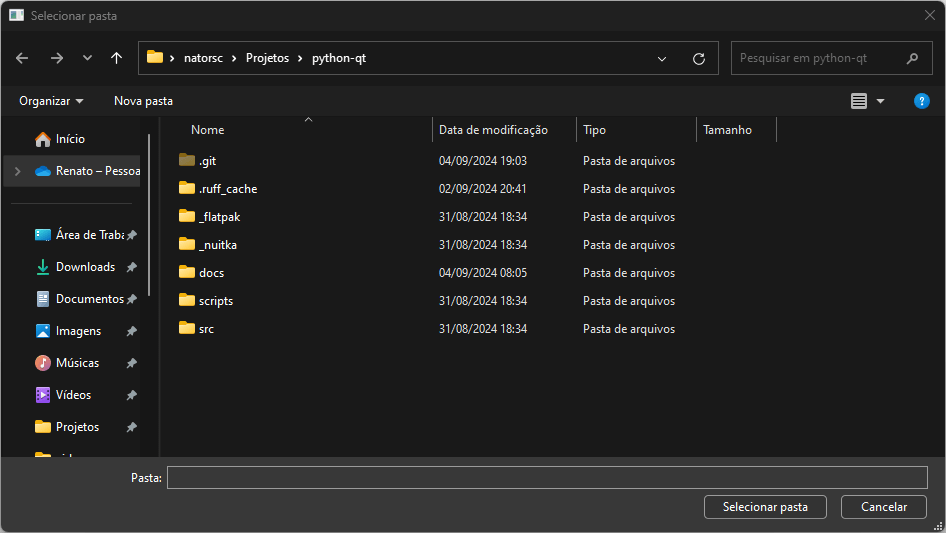 Selecionar pasta
natorsc > Projetos > python-qt
Pesquisar em python-qt
Organizar
Nova pasta
?
Início
Renato – Pessoa
Área de Traba
Downloads
Documentos
Imagens
Músicas
Vídeos
Projetos
Nome Data de modificação Tipo Tamanho
.git 04/09/2024 19:03 Pasta de arquivos
.ruff_cache 02/09/2024 20:41 Pasta de arquivos
_flatpak 31/08/2024 18:34 Pasta de arquivos
_nuitka 31/08/2024 18:34 Pasta de arquivos
docs 04/09/2024 08:05 Pasta de arquivos
scripts 31/08/2024 18:34 Pasta de arquivos
src 31/08/2024 18:34 Pasta de arquivos
Pasta:
Selecionar pasta
Cancelar